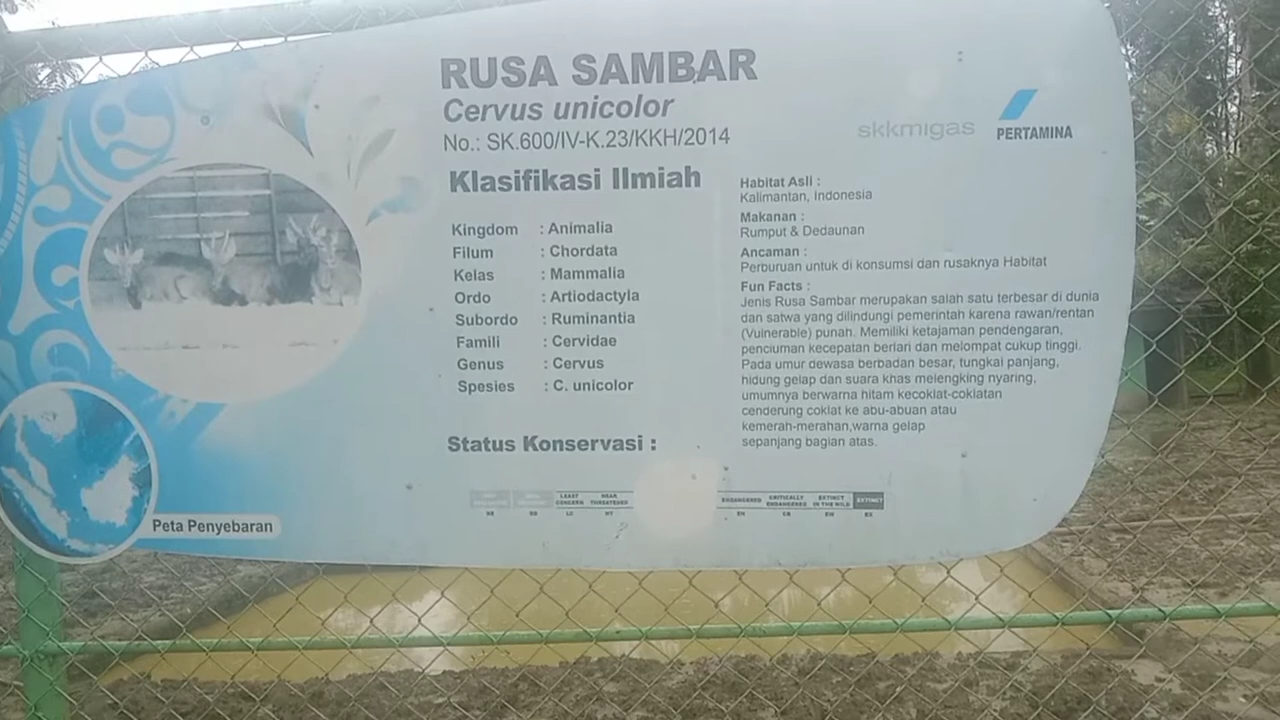 RUSA SAMBAR
Cervus unicolor
No.: SK.600/IV-K.23/KKH/2014
skkmigas
PERTAMINA
Klasifikasi Ilmiah
Kingdom : Animalia
Filum : Chordata
Kelas : Mammalia
Ordo : Artiodactyla
Subordo : Ruminantia
Famili : Cervidae
Genus : Cervus
Spesies : C. unicolor
Status Konservasi :
Habitat Asli :
Kalimantan, Indonesia
Makanan :
Rumput & Dedaunan
Ancaman :
Perburuan untuk di konsumsi dan rusaknya Habitat
Fun Facts :
Jenis Rusa Sambar merupakan salah satu terbesar di dunia
dan satwa yang dilindungi pemerintah karena rawan/rentan
(Vulnerable) punah. Memiliki ketajaman pendengaran,
penciuman kecepatan berlari dan melompat cukup tinggi.
Pada umur dewasa berbadan besar, tungkai panjang,
hidung gelap dan suara khas melengking nyaring,
umumnya berwarna hitam kecoklat-coklatan
cenderung coklat ke abu-abuan atau
kemerah-merahan,warna gelap
sepanjang bagian atas.
LEAST CONCERN
LC
NEAR THREATENED
NT
ENDANGERED
EN
CRITICALLY ENDANGERED
CR
EXTINCT IN THE WILD
EW
EXTINCT
EX
Peta Penyebaran